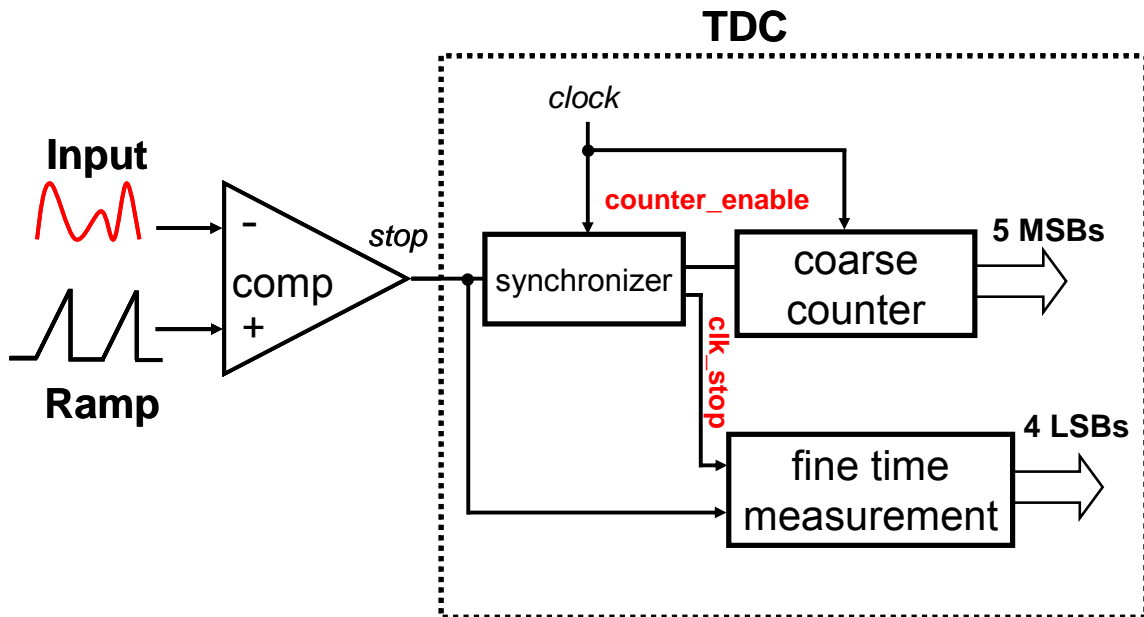 TDC
clock
Input
counter_enable
-
stop
5 MSBs
comp
synchronizer
coarse
counter
+
clk_stop
Ramp
4 LSBs
fine time
measurement